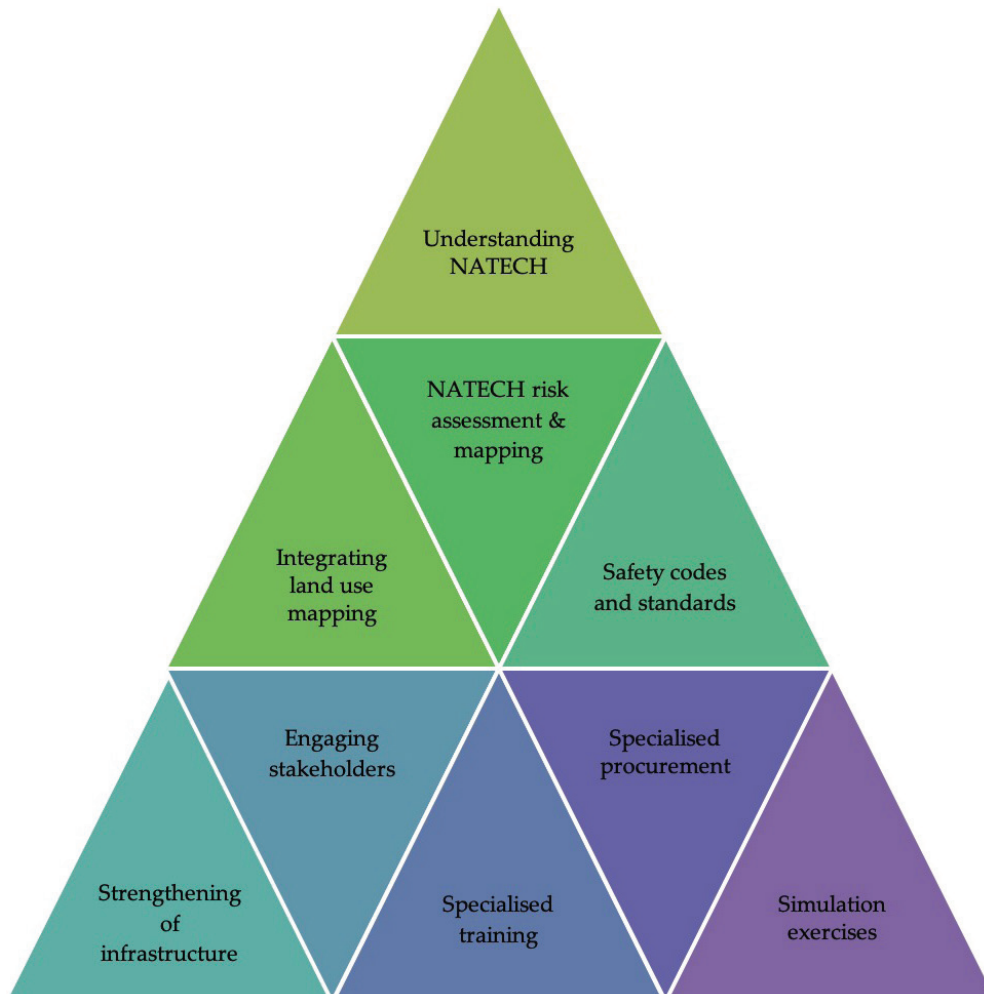 Understanding
NATECH
NATECH risk
assessment &
mapping
Integrating
land use
mapping
Safety codes
and standards
Engaging
stakeholders
Specialised
procurement
Strengthening
of
infrastructure
Specialised
training
Simulation
exercises